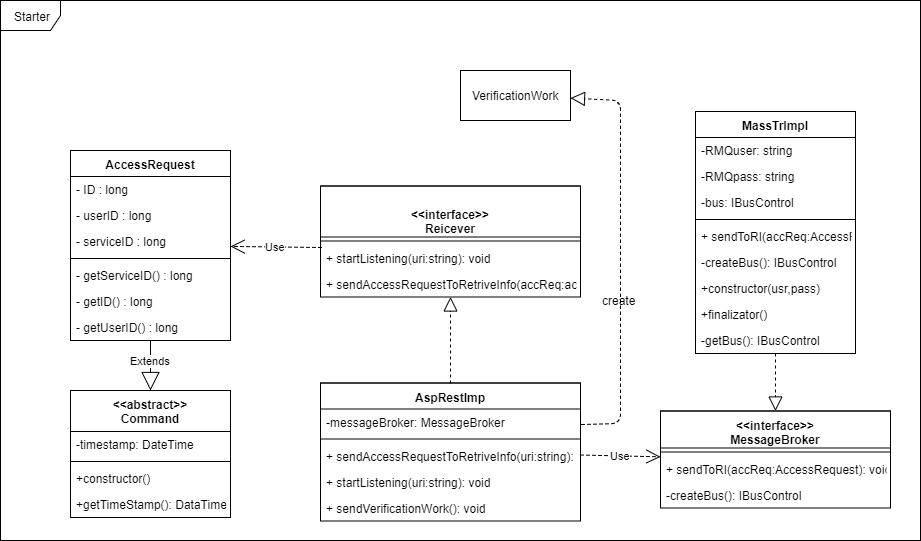 Starter
VerificationWork
MassTrImpl
-RMQuser: string
-RMQpass: string
-bus: IBusControl
+ sendToRI(accReq:AccessR
-createBus(): IBusControl
+constructor(usr,pass)
+finalizator()
-getBus(): IBusControl
AccessRequest
- ID : long
- userID : long
- serviceID : long
- getServiceID() : long
- getID() : long
- getUserID() : long
Use
<<interface>>
Reicever
+ startListening(uri:string): void
+ sendAccessRequestToRetriveInfo(accReq:ac
create
Extends
<<abstract>>
Command
-timestamp: DateTime
+constructor()
+getTimeStamp(): DataTime
AspRestImp
-messageBroker: MessageBroker
+ sendAccessRequestToRetriveInfo(uri:string):
+ startListening(uri:string): void
+ sendVerificationWork(): void
Use
<<interface>>
MessageBroker
+ sendToRI(accReq:AccessRequest): voi
-createBus(): IBusControl